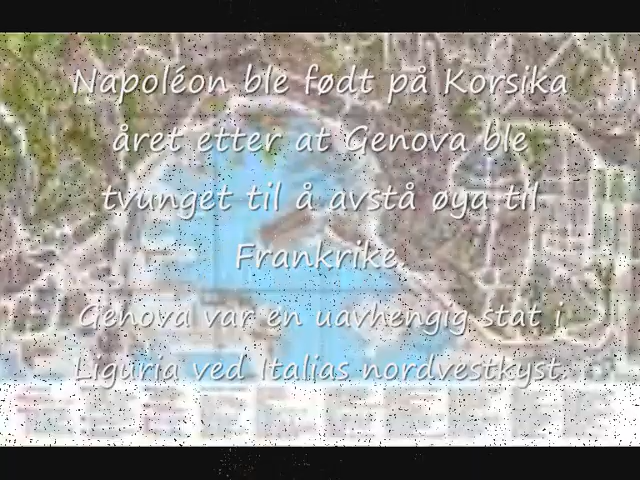 Napoléon ble født på Korsika
året etter at Genova ble
tvunget til å avstå øya til
Frankrike.
Genova var en uavhengig stat i
Liguria ved Italias nordvestkyst.